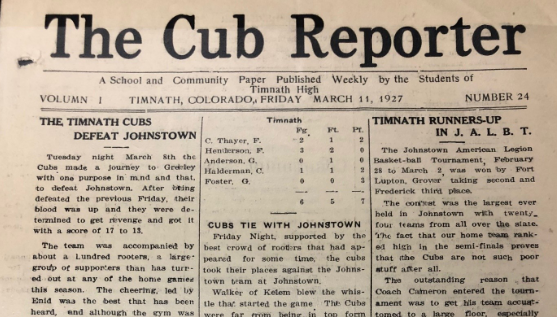 The Cub Reporter
A School and Community Paper Published Weekly by the Students of
Timnath High
VOLUMN I TIMNATH, COLORADO, FRIDAY MARCH 11, 1927 NUMBER 24
THE TIMNATH CUBS
DEFEAT JOHNSTOWN
Tuesday night March 8th the
Cubs made a journey to Greeley
with one purpose in mind and that,
to defeat Johnstown. After being
defeated the previous Friday, their
blood was up and they were de-
termined to get revenge and got it
with a score of 17 to 13.
The team was accompanied by
about a hundred rooters, a large
group of supporters than has turn-
ed out at any of the home games
this season. The cheering, led by
Enid was the best that has been
heard, and although the gym was
Timnath
Fg. Ft. Pt.
C. Thayer, F. 2 1 2
Henderson, F. 3 2 0
Anderson, G. 0 1 0
Halderman, C. 1 1 2
Foster, G. 0 0 3
6 5 7
CUBS TIE WITH JOHNSTOWN
Friday Night, supported by the
best crowd of rooters that had ap-
peared for some time, the cubs
took their places against the Johns-
town team at Johnstown.
Walker of Kelem blew the whis-
tle that started the game The Cubs
were far from being in top form
TIMNATH RUNNERS-UP
IN J. A. L. B. T.
The Johnstown American Legion
Basket-ball Tournament, February
28 to March 2 was won by Fort
Lupton, Grover taking second and
Frederick third place.
The contest was the largest ever
held in Johnstown with twenty
four teams from all over the state.
The fact that our home team rank-
ed high in the semi-finals proves
that the Cubs are not such poor
stuff after all.
The outstanding reason that
Coach Cameron entered the tourn-
ament was to get his team accus-
tomed to a large floor, especially